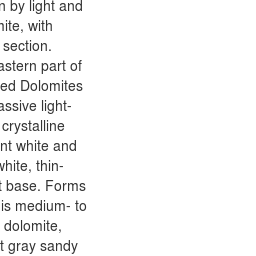 n by light and
nite, with
section.
astern part of
ed Dolomites
assive light-
crystalline
nt white and
white, thin-
t base. Forms
is medium- to
dolomite,
t gray sandy